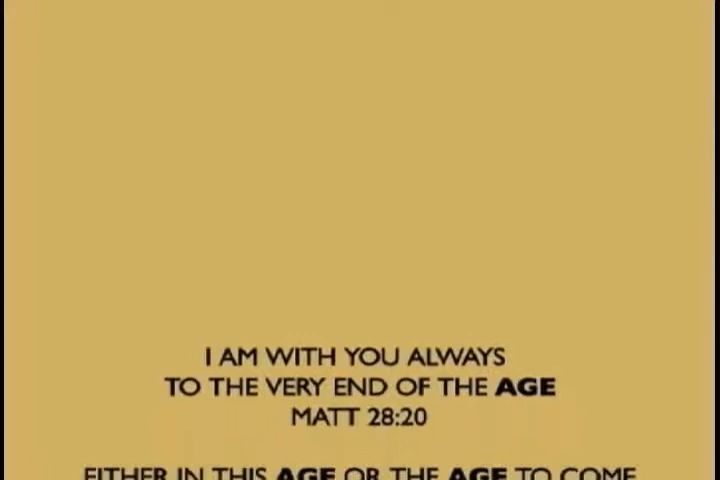 I AM WITH YOU ALWAYS
TO THE VERY END OF THE AGE
MATT 28:20
EITHER IN THIS AGE OR THE AGE TO COME